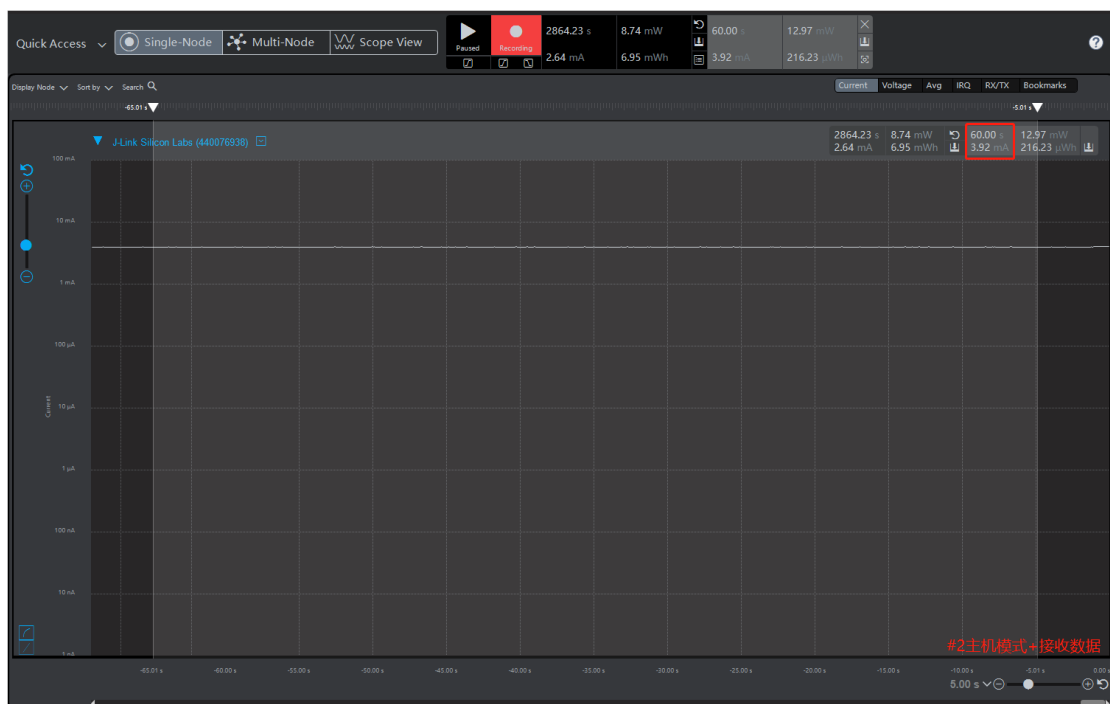 Quick Access
Single-Node
Multi-Node
Scope View
Paused
Recording
2864.23 s
8.74 mW
2.64 mA
6.95 mWh
60.00 s
12.97 mW
3.92 mA
216.23 µWh
Display Node
Sort by
Search
Current Voltage Avg IRQ RX/TX Bookmarks
-65.01 s
-5.01 s
J-Link Silicon Labs (440076938)
2864.23 s 8.74 mW 60.00 s 12.97 mW
2.64 mA 6.95 mWh 3.92 mA 216.23 µWh
100 mA
10 mA
1 mA
100 µA
10 µA
Current
1 µA
100 nA
10 nA
1 nA
#2主机模式+接收数据
-65.01 s -60.00 s -55.00 s -50.00 s -45.00 s -40.00 s -35.00 s -30.00 s -25.00 s -20.00 s -15.00 s -10.00 s -5.01 s 0.00 s
5.00 s